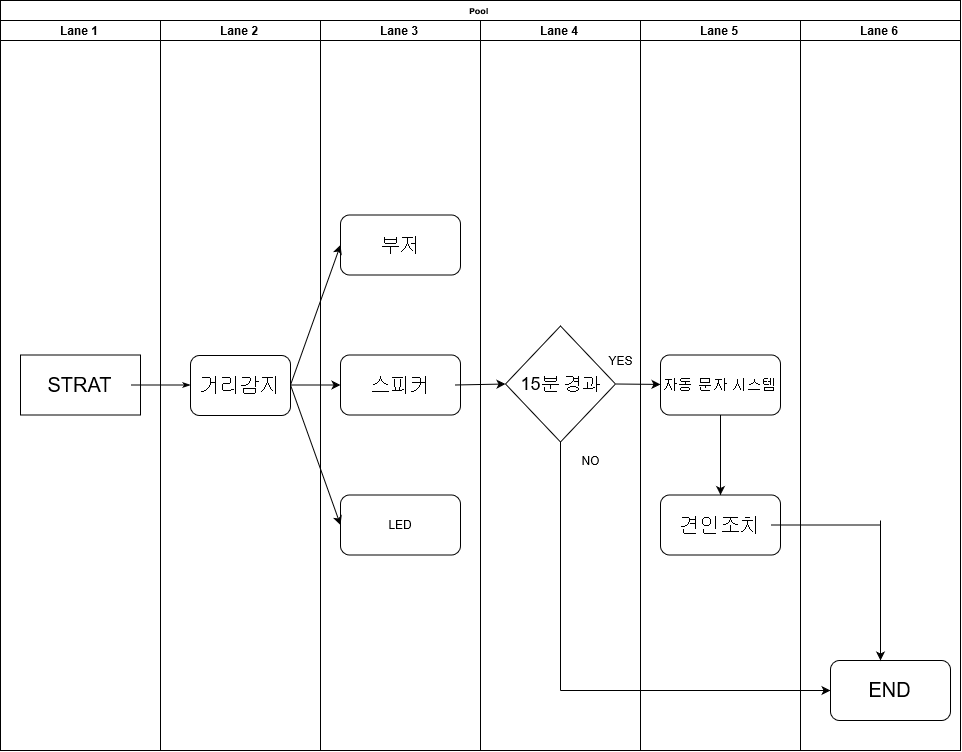 Pool
Lane 1
Lane 2
Lane 3
Lane 4
Lane 5
Lane 6
STRAT
거리감지
부저
스피커
LED
15분 경과
YES
NO
자동 문자 시스템
견인조치
END